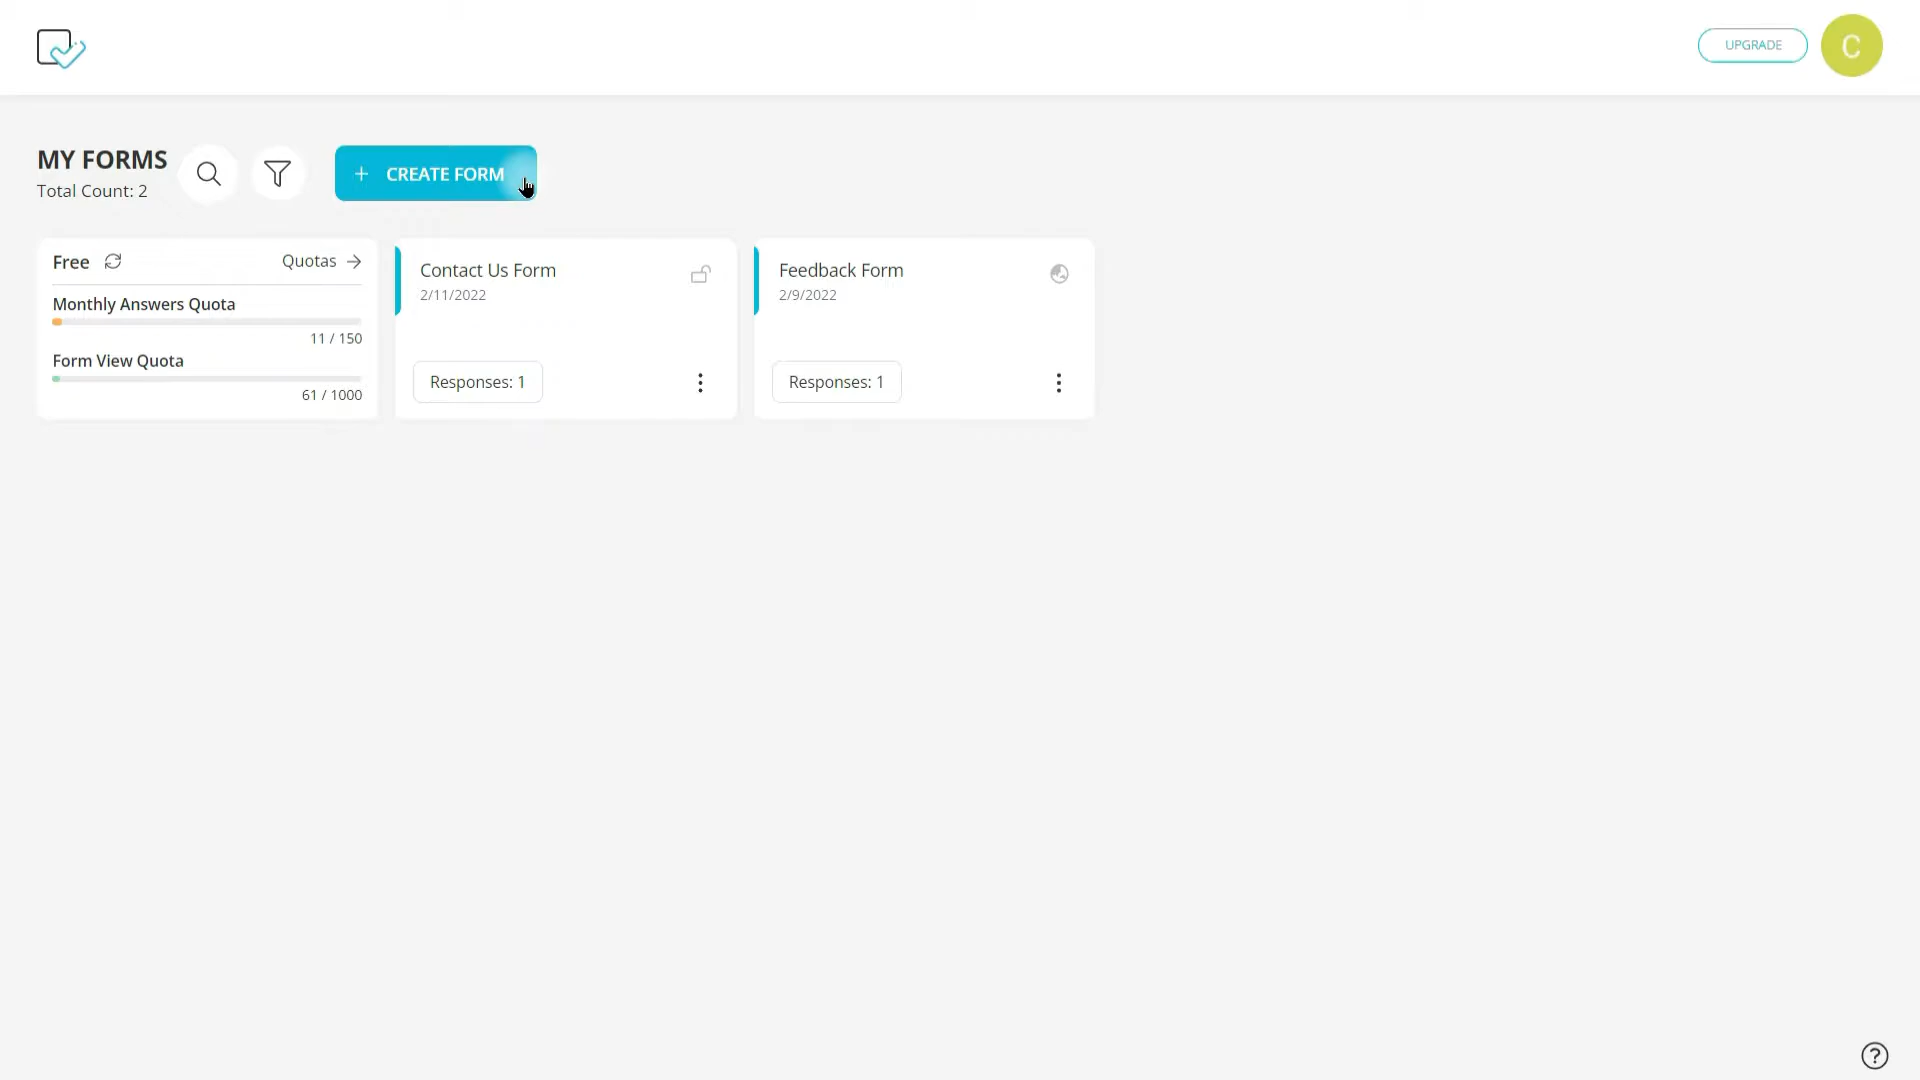 UPGRADE
C
MY FORMS
Total Count: 2
+ CREATE FORM
Free
Quotas →
Monthly Answers Quota
11 / 150
Form View Quota
61 / 1000
Contact Us Form
2/11/2022
Responses: 1
Feedback Form
2/9/2022
Responses: 1
?